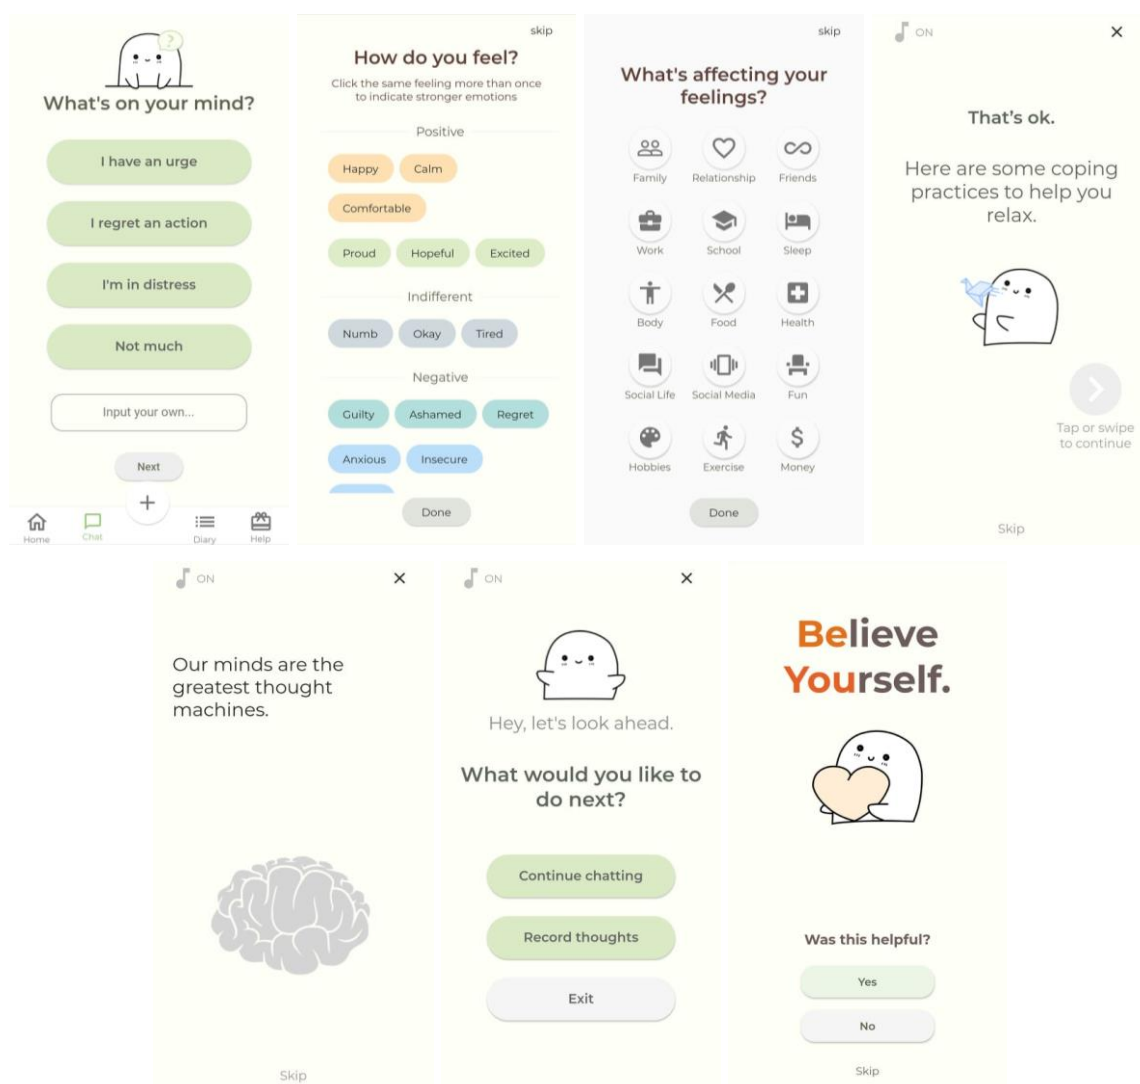 ?
What's on your mind?
I have an urge
I regret an action
I'm in distress
Not much
Input your own...
Next
+
Home
Chat
Diary
Help
skip
How do you feel?
Click the same feeling more than once
to indicate stronger emotions
Positive
Happy
Calm
Comfortable
Proud
Hopeful
Excited
Indifferent
Numb
Okay
Tired
Negative
Guilty
Ashamed
Regret
Anxious
Insecure
Done
skip
What's affecting your
feelings?
Family
Relationship
Friends
Work
School
Sleep
Body
Food
Health
Social Life
Social Media
Fun
Hobbies
Exercise
$
Money
Done
ON
That's ok.
Here are some coping
practices to help you
relax.
Tap or swipe
to continue
Skip
ON
Our minds are the
greatest thought
machines.
Skip
ON
Hey, let's look ahead.
What would you like to
do next?
Continue chatting
Record thoughts
Exit
Believe
Yourself.
Was this helpful?
Yes
No
Skip